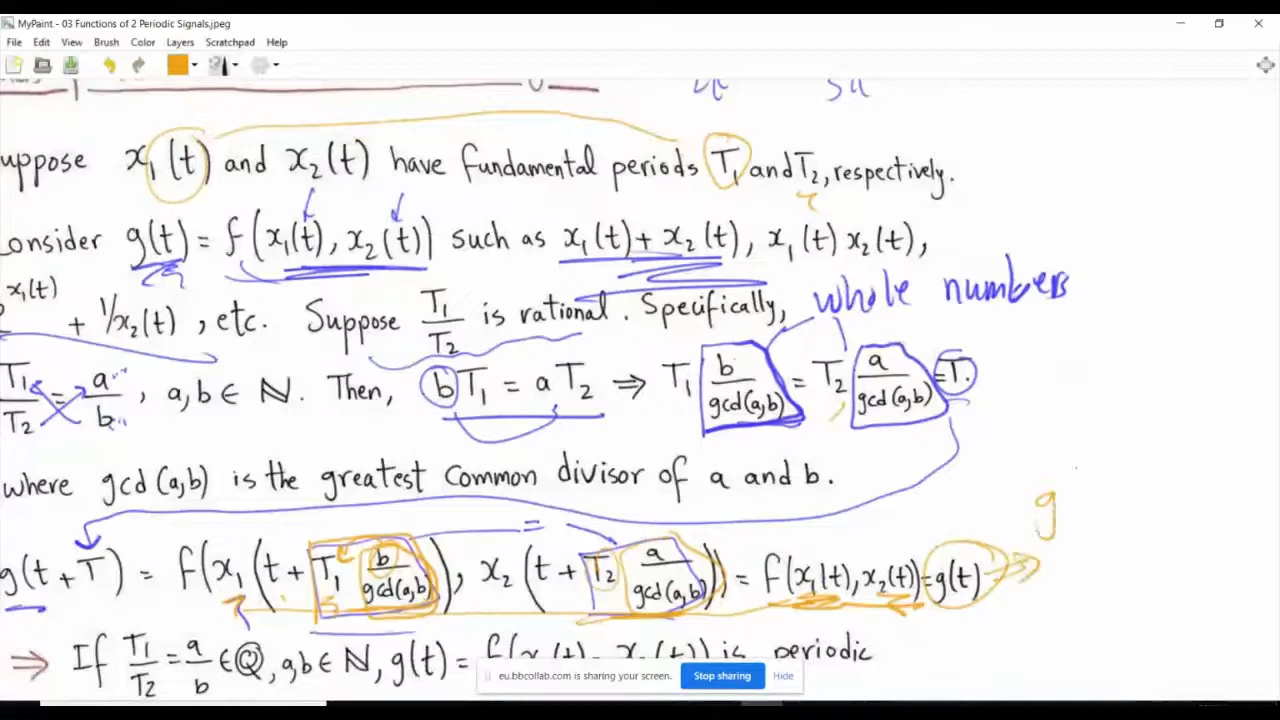 MyPaint - 03 Functions of 2 Periodic Signals.jpeg
File Edit View Brush Color Layers Scratchpad Help
uppose x₁(t) and x₂(t) have fundamental periods T₁ and T₂, respectively.
onsider g(t) = f(x₁(t), x₂(t)) such as x₁(t) + x₂(t), x₁(t) x₂(t),
whole numbers
x₁(t) + 1/x₂(t), etc. Suppose T₁/T₂ is rational. Specifically,
T₁/T₂ = a/b, a,b ∈ ℕ. Then, bT₁ = aT₂ ⇒ T₁ b/gcd(a,b) = T₂ a/gcd(a,b) = T.
where gcd(a,b) is the greatest common divisor of a and b.
g
=
g(t+T) = f(x₁(t + T₁ b/gcd(a,b)), x₂(t + T₂ a/gcd(a,b))) = f(x₁(t), x₂(t)) = g(t)
⇒ If T₁/T₂ = a/b ∈ ℚ, a,b ∈ ℕ, g(t) = f(x₁(t), x₂(t)) is periodic
eu.bbcollab.com is sharing your screen. Stop sharing Hide